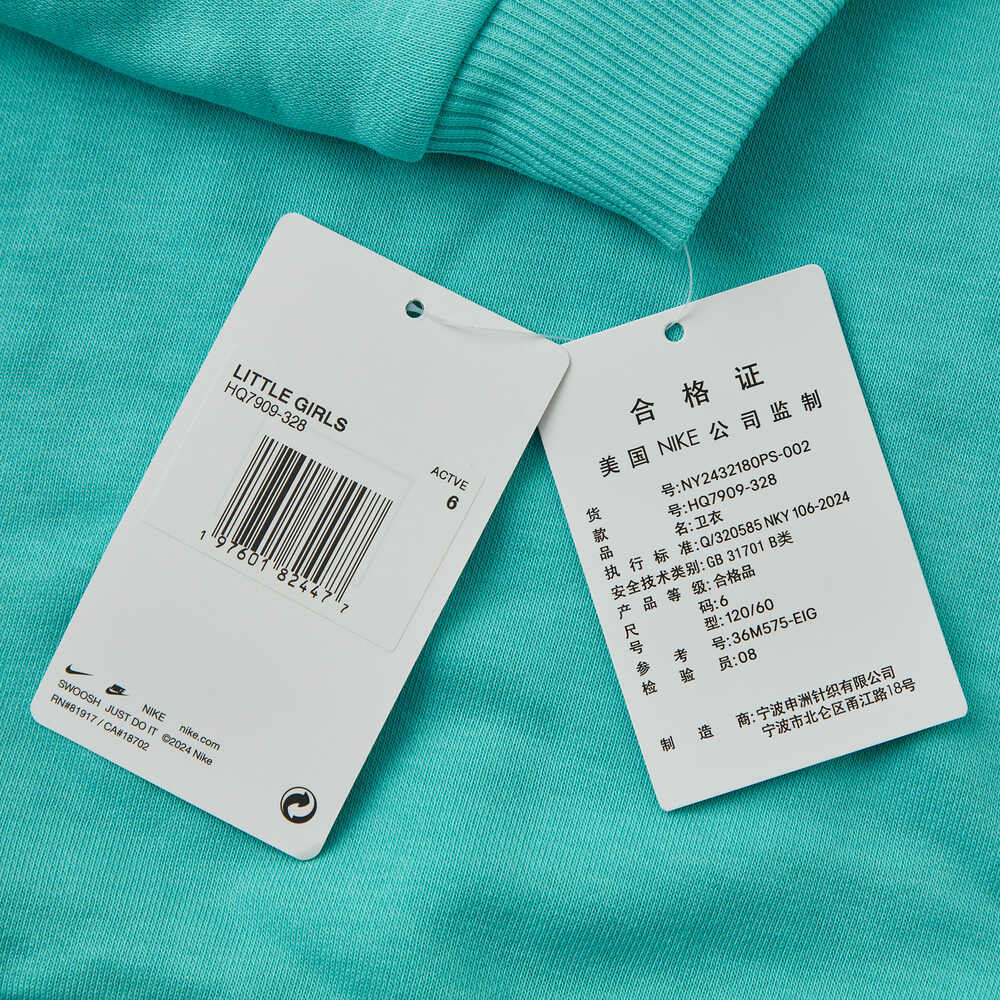 LITTLE GIRLS
HQ7909-328
ACTVE
6
1 97601 82447 7
NIKE nike.com
SWOOSH JUST DO IT ©2024 Nike
RN#81917 / CA#18702
合格证
美国NIKE公司监制
货号:NY2432180PS-002
款号:HQ7909-328
品名:卫衣
执行标准:Q/320585 NKY 106-2024
安全技术类别:GB 31701 B类
产品等级:合格品
尺码:6
号型:120/60
参考号:36M575-EIG
检验员:08
制造商:宁波申洲针织有限公司
宁波市北仑区甬江路18号